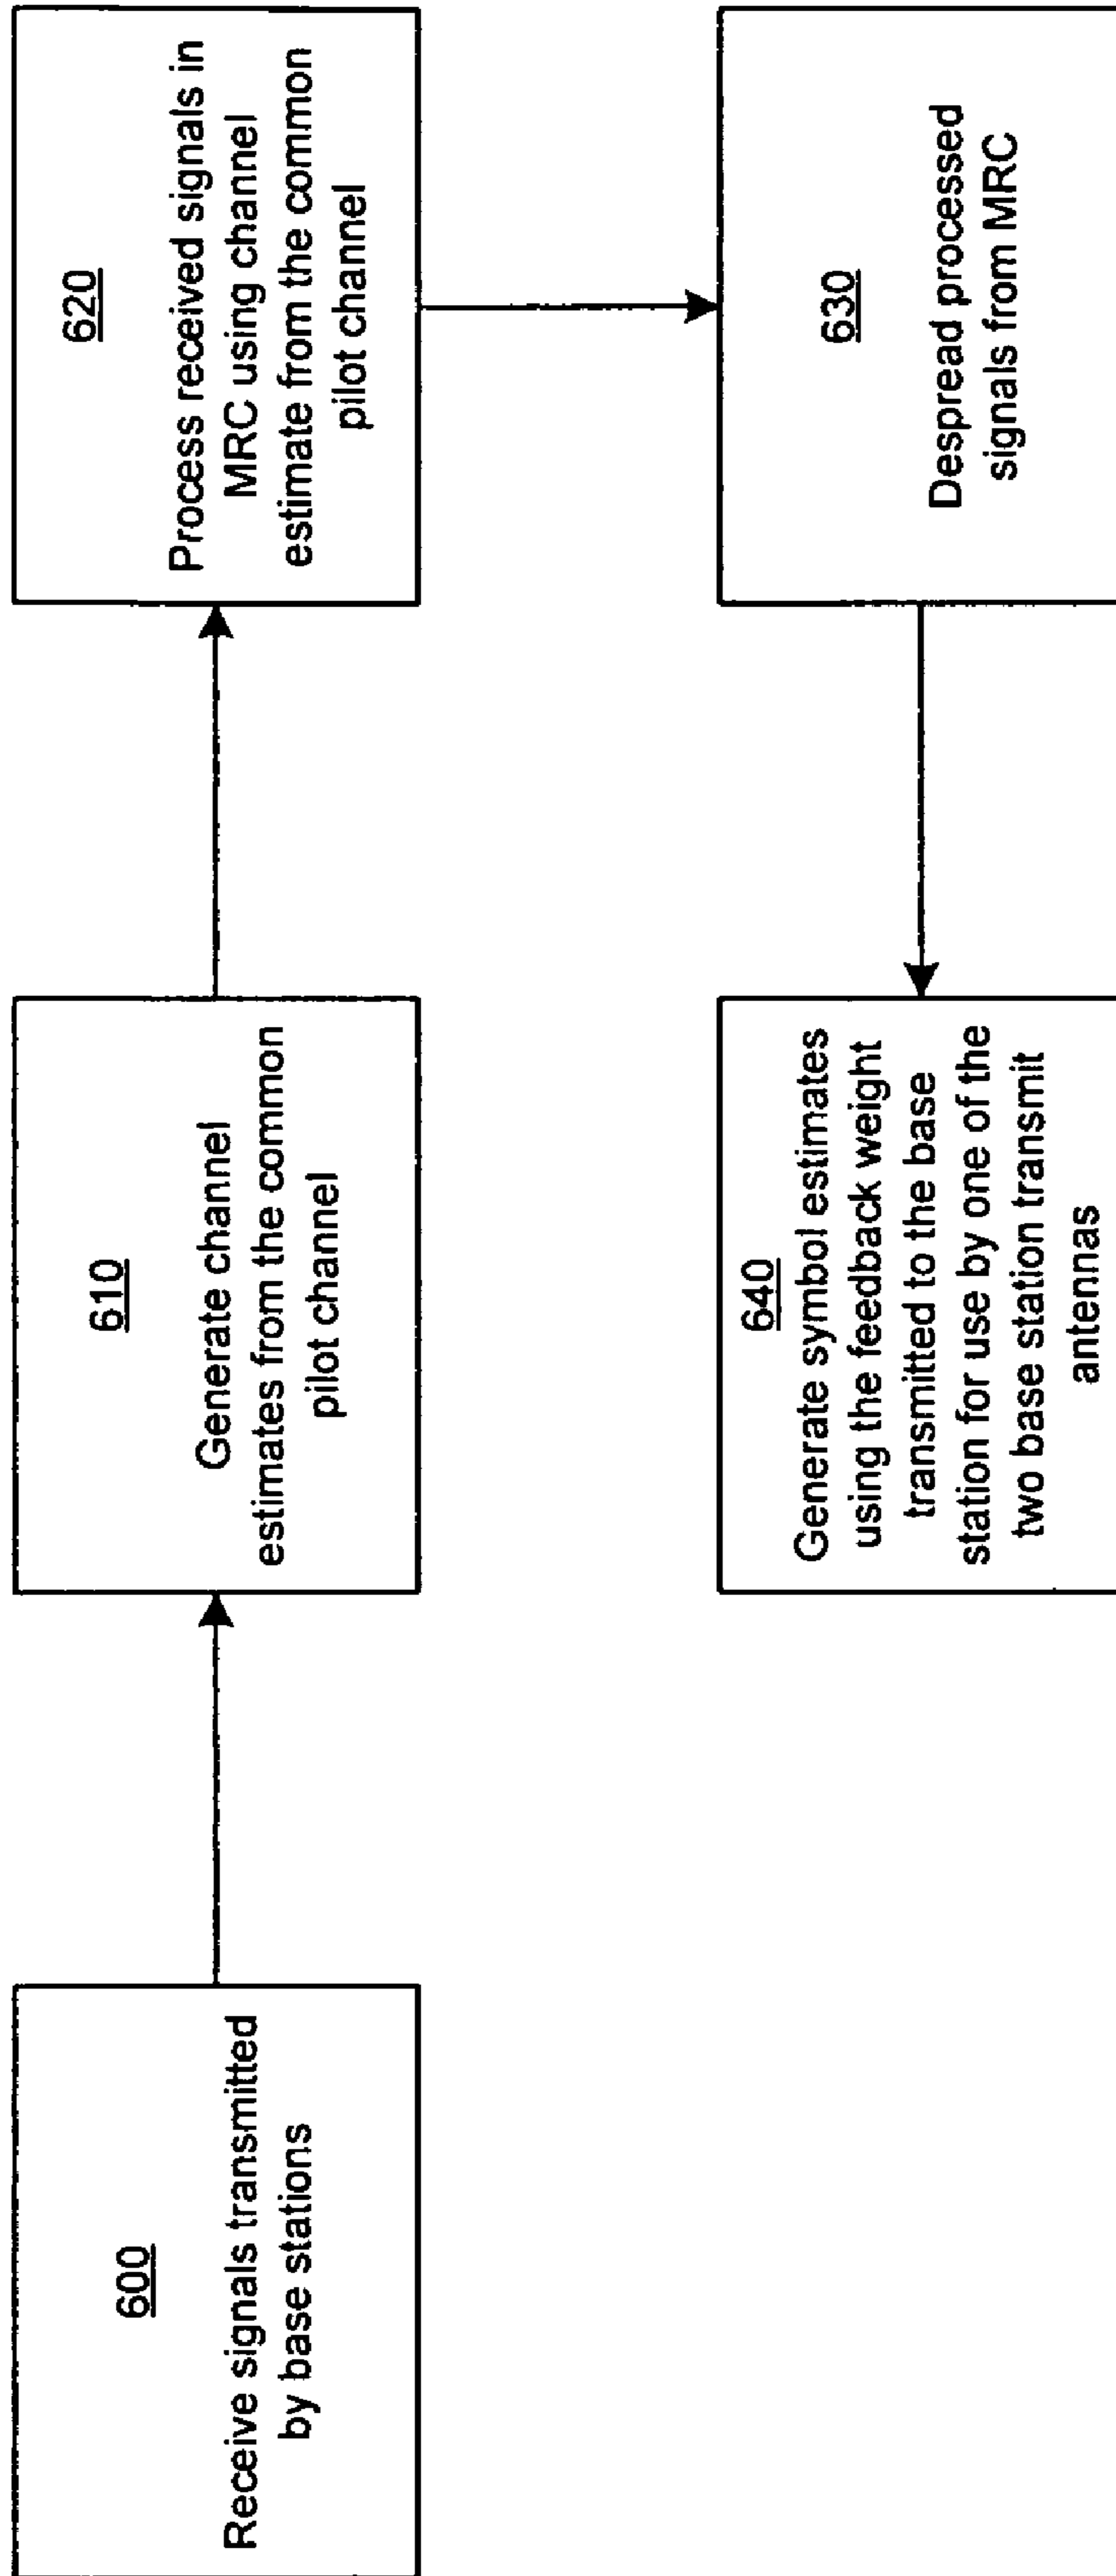 600
Receive signals transmitted
by base stations
610
Generate channel
estimates from the common
pilot channel
620
Process received signals in
MRC using channel
estimate from the common
pilot channel
630
Despread processed
signals from MRC
640
Generate symbol estimates
using the feedback weight
transmitted to the base
station for use by one of the
two base station transmit
antennas